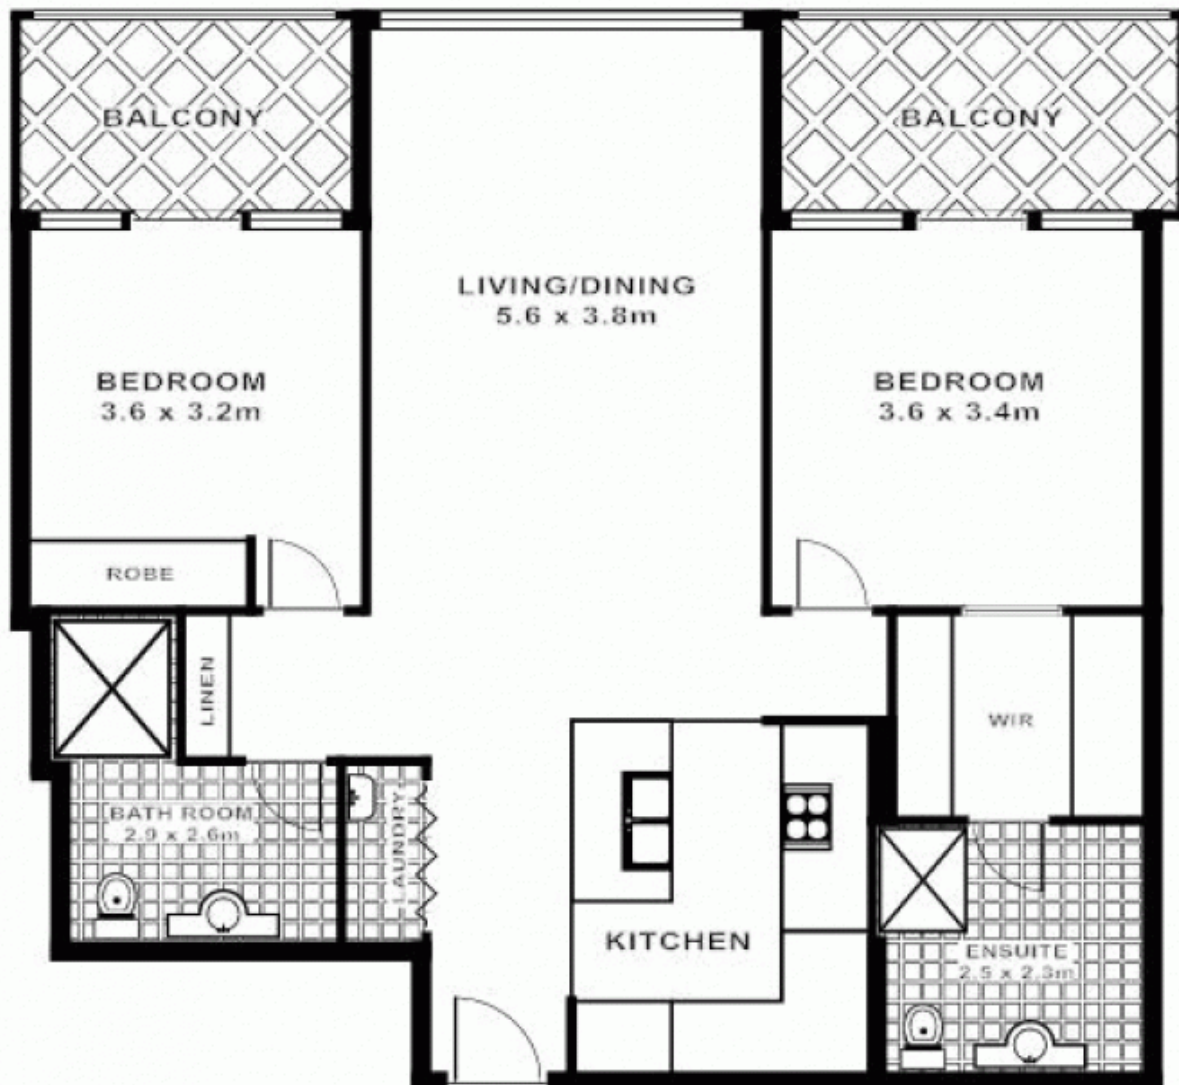 BALCONY
BALCONY
LIVING/DINING
5.6 x 3.8m
BEDROOM
3.6 x 3.2m
BEDROOM
3.6 x 3.4m
ROBE
LINEN
WIR
BATH ROOM
2.9 x 2.6m
LAUNDRY
KITCHEN
ENSUITE
2.5 x 2.3m